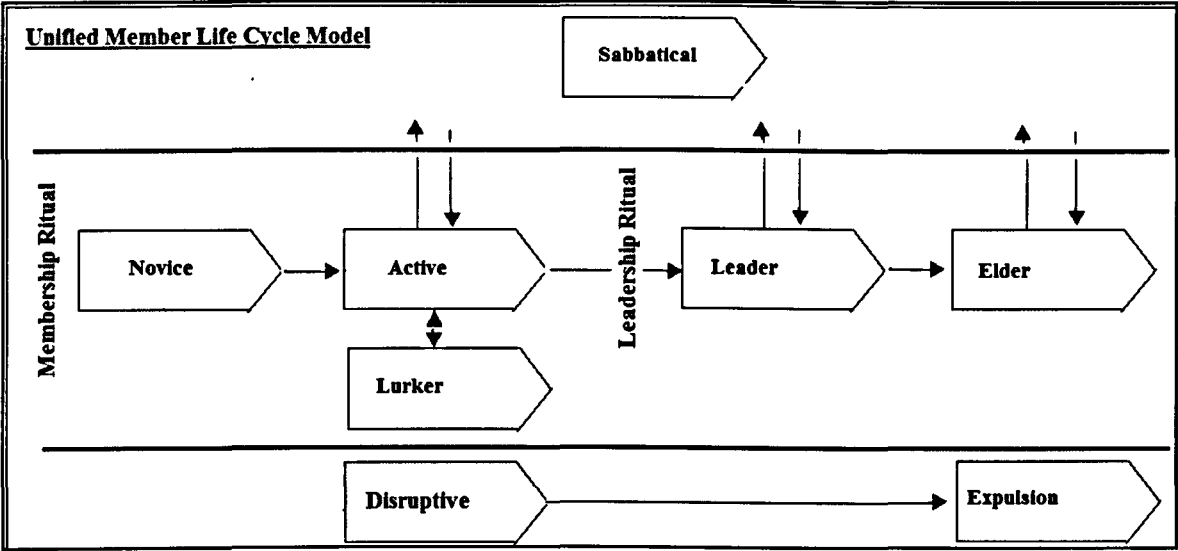 Unified Member Life Cycle Model
Sabbatical
Membership Ritual
Novice
Active
Leadership Ritual
Leader
Elder
Lurker
Disruptive
Expulsion